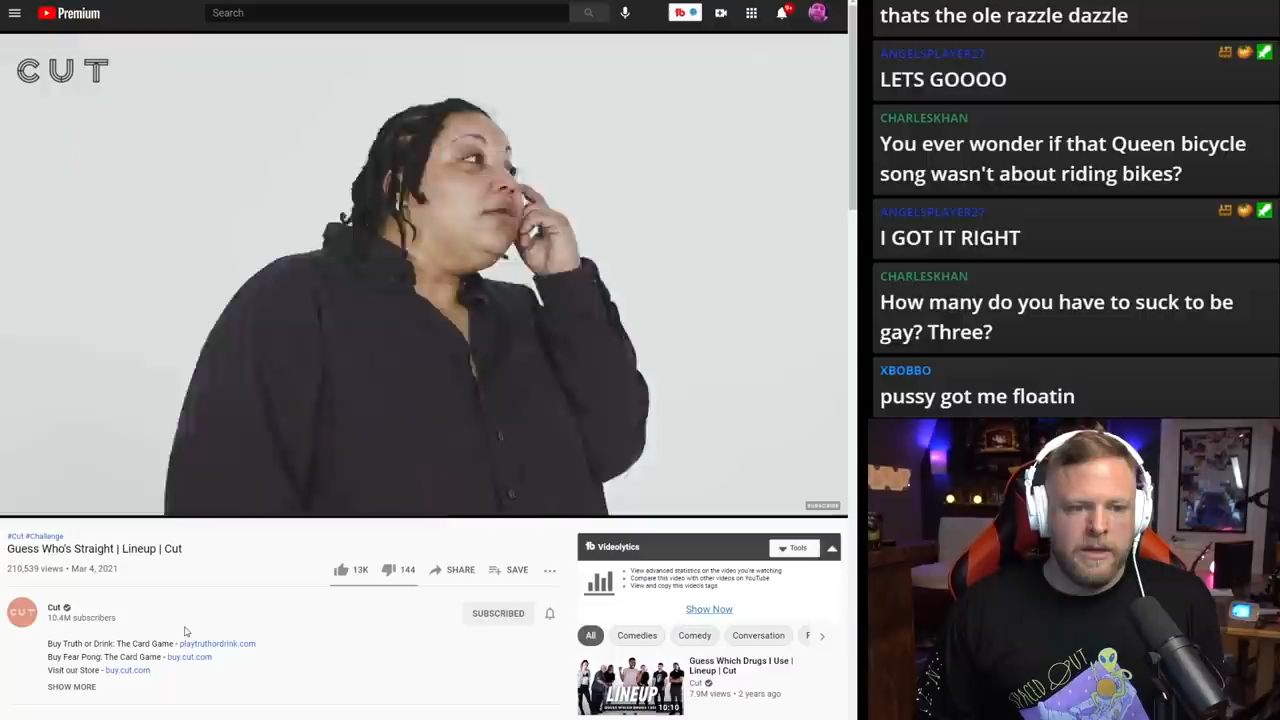 Premium
Search
9+
CUT
SUBSCRIBE
#Cut #Challenge
Guess Who's Straight | Lineup | Cut
210,539 views • Mar 4, 2021
13K
144
SHARE
SAVE
CUT
Cut
10.4M subscribers
SUBSCRIBED
Buy Truth or Drink: The Card Game - playtruthordrink.com
Buy Fear Pong: The Card Game - buy.cut.com
Visit our Store - buy.cut.com
SHOW MORE
Videolytics
Tools
View advanced statistics on the video you're watching
Compare this video with other videos on YouTube
View and copy this video's tags
Show Now
All
Comedies
Comedy
Conversation
LINEUP
10:10
Guess Which Drugs I Use |
Lineup | Cut
Cut
7.9M views • 2 years ago
thats the ole razzle dazzle
ANGELSPLAYER27
LETS GOOOO
CHARLESKHAN
You ever wonder if that Queen bicycle
song wasn't about riding bikes?
ANGELSPLAYER27
I GOT IT RIGHT
CHARLESKHAN
How many do you have to suck to be
gay? Three?
XBOBBO
pussy got me floatin
SPACED OUT